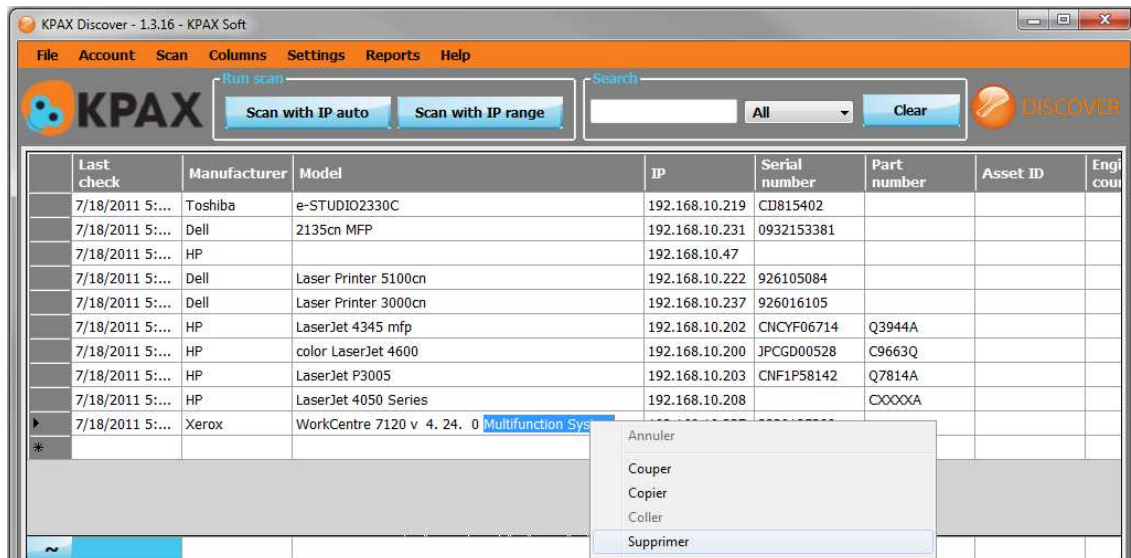 KPAX Discover - 1.3.16 - KPAX Soft
File Account Scan Columns Settings Reports Help
Run scan Search
KPAX Scan with IP auto Scan with IP range All Clear DISCOVER
Last check Manufacturer Model IP Serial number Part number Asset ID
7/18/2011 5:... Toshiba e-STUDIO2330C 192.168.10.219 CIJ815402
7/18/2011 5:... Dell 2135cn MFP 192.168.10.231 0932153381
7/18/2011 5:... HP 192.168.10.47
7/18/2011 5:... Dell Laser Printer 5100cn 192.168.10.222 926105084
7/18/2011 5:... Dell Laser Printer 3000cn 192.168.10.237 926016105
7/18/2011 5:... HP LaserJet 4345 mfp 192.168.10.202 CNCYF06714 Q3944A
7/18/2011 5:... HP color LaserJet 4600 192.168.10.200 JPCGD00528 C9663Q
7/18/2011 5:... HP LaserJet P3005 192.168.10.203 CNF1P58142 Q7814A
7/18/2011 5:... HP LaserJet 4050 Series 192.168.10.208 CXXXXA
7/18/2011 5:... Xerox WorkCentre 7120 v 4. 24. 0 Multifunction Sys
Annuler
Couper
Copier
Coller
Supprimer
~